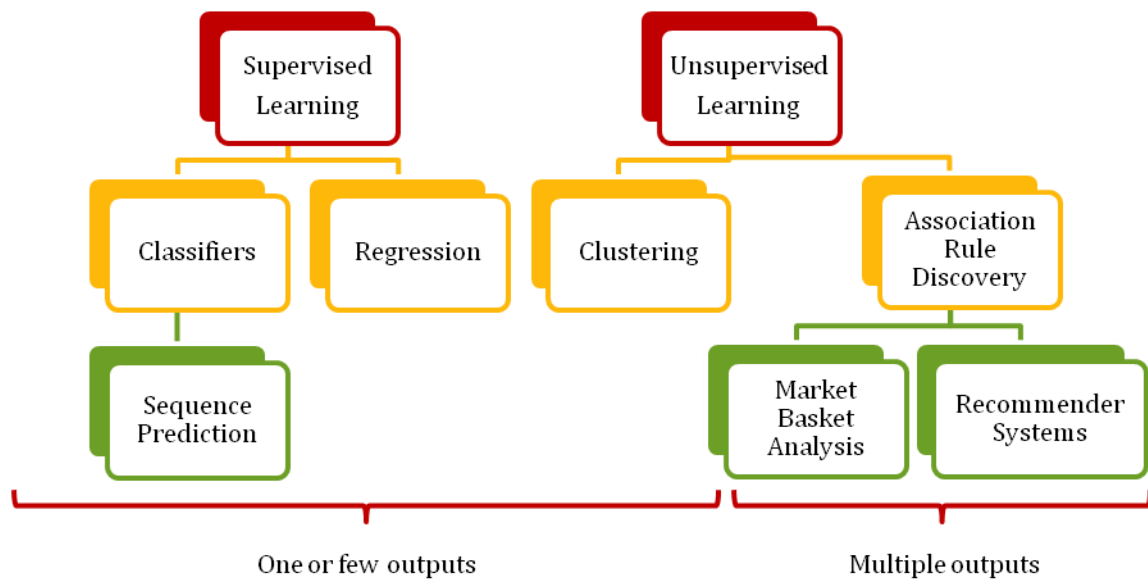 Supervised
Learning
Unsupervised
Learning
Classifiers
Regression
Clustering
Association
Rule
Discovery
Sequence
Prediction
Market
Basket
Analysis
Recommender
Systems
One or few outputs
Multiple outputs